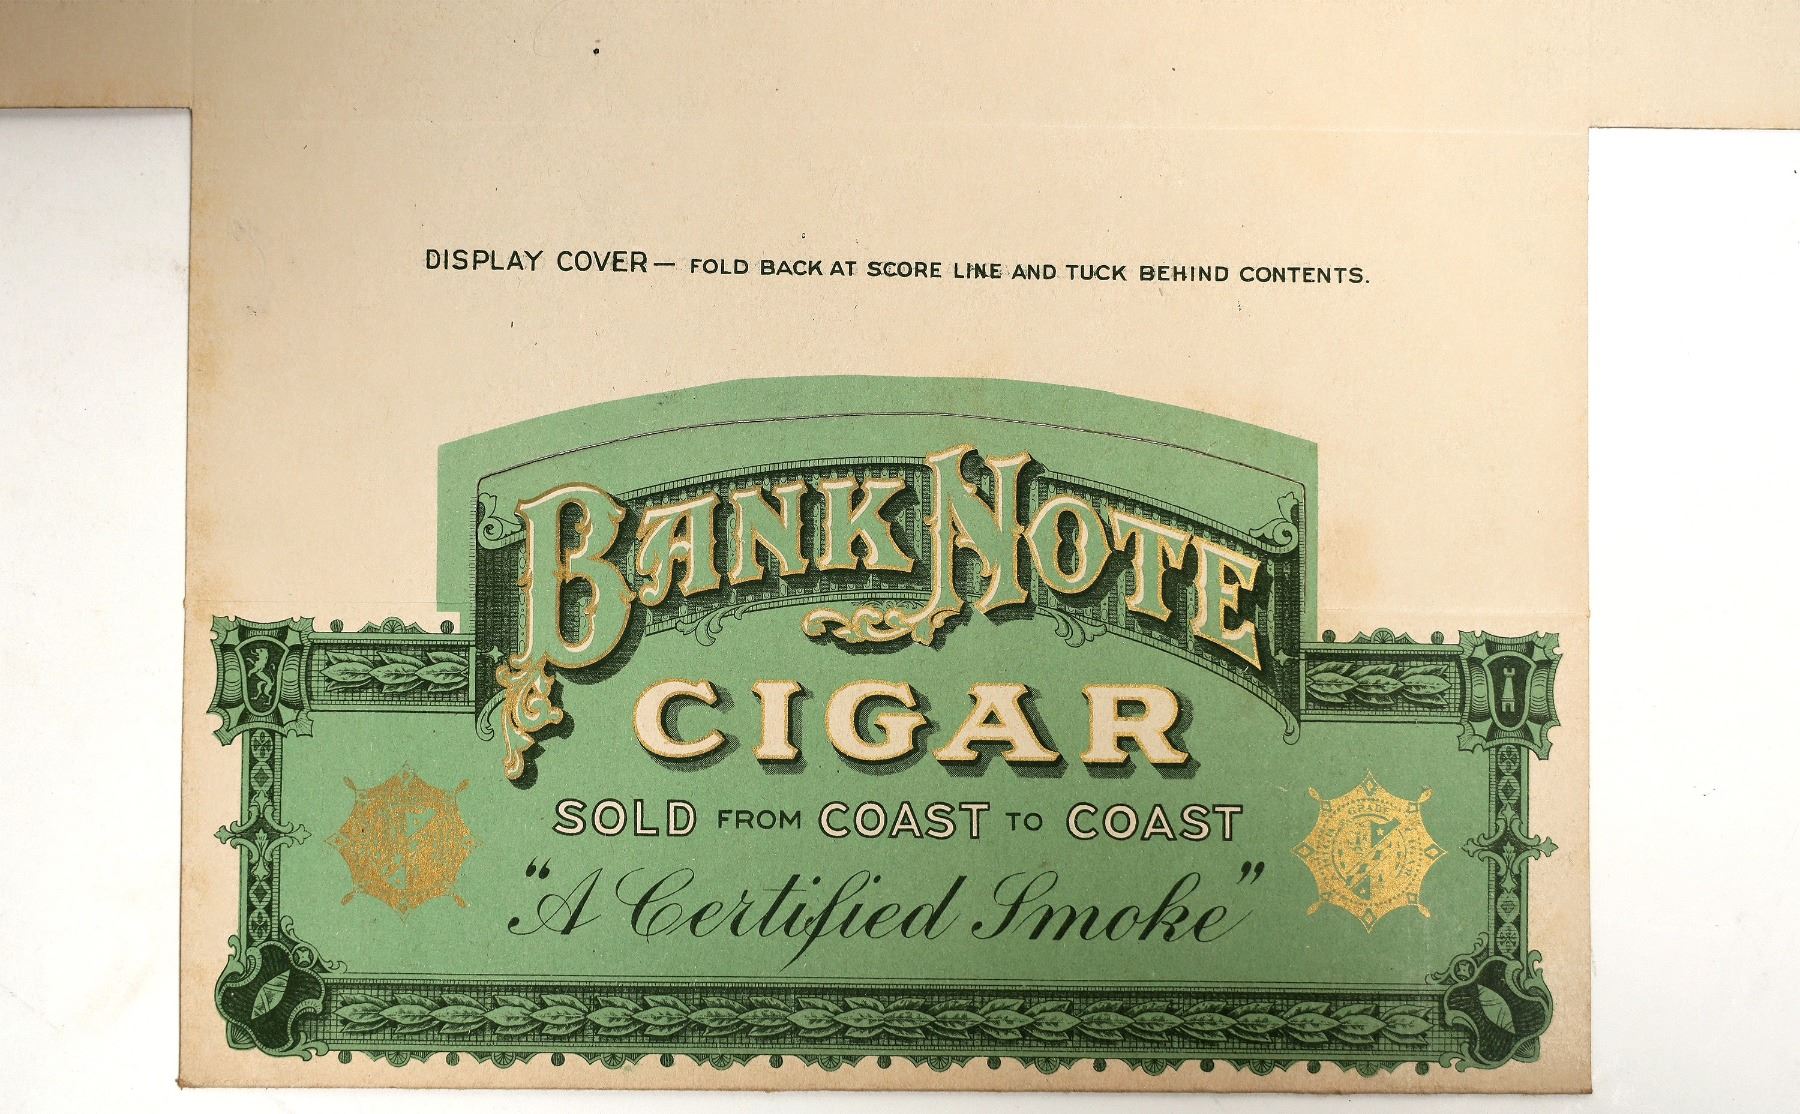 DISPLAY COVER— FOLD BACK AT SCORE LINE AND TUCK BEHIND CONTENTS.
BANK NOTE
CIGAR
SOLD FROM COAST TO COAST
"A Certified Smoke"